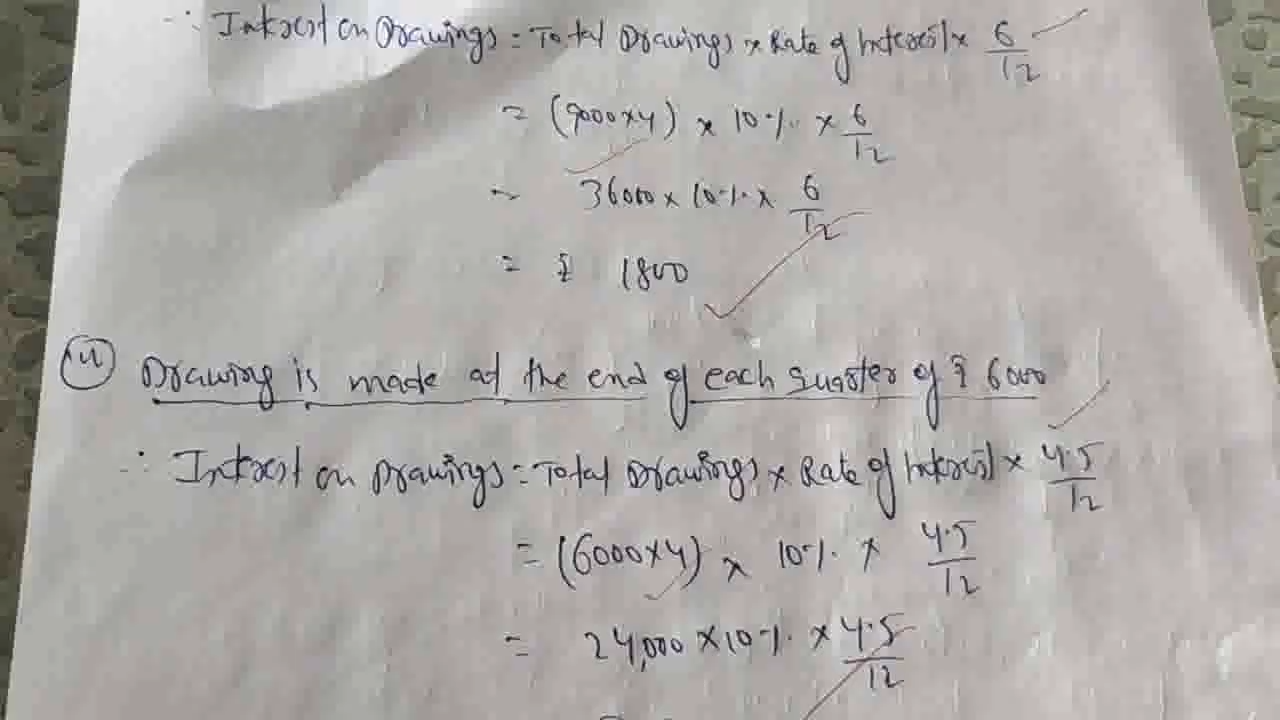 ∴ Interest on Drawings = Total Drawings × Rate of Interest × 6/12
= (9000×4) × 10% × 6/12
= 36000 × 10% × 6/12
= ₹ 1800
Drawing is made at the end of each quarter of ₹ 6000
∴ Interest on Drawings = Total Drawings × Rate of Interest × 4.5/12
= (6000×4) × 10% × 4.5/12
= 24,000 × 10% × 4.5/12